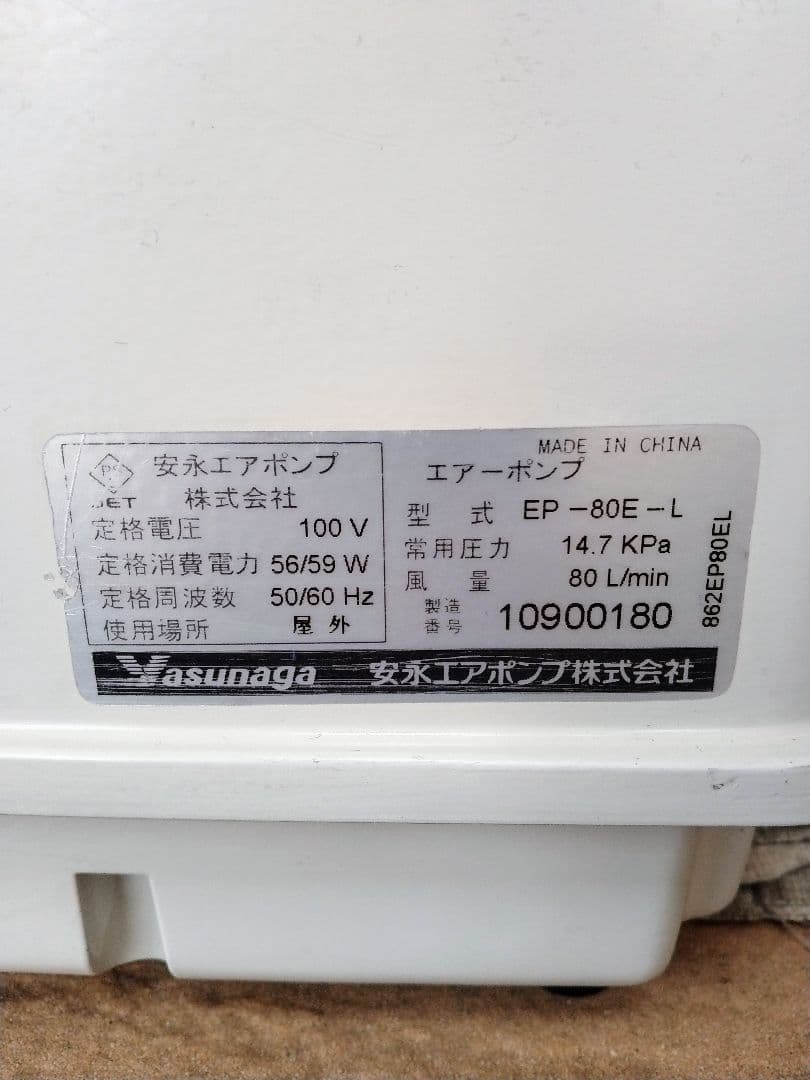 PS
E
JET
安永エアポンプ
株式会社
定格電圧 100 V
定格消費電力 56/59 W
定格周波数 50/60 Hz
使用場所 屋外
MADE IN CHINA
エアーポンプ
型式 EP-80E-L
常用圧力 14.7 KPa
風量 80 L/min
製造番号 10900180
862EP80EL
Yasunaga 安永エアポンプ株式会社